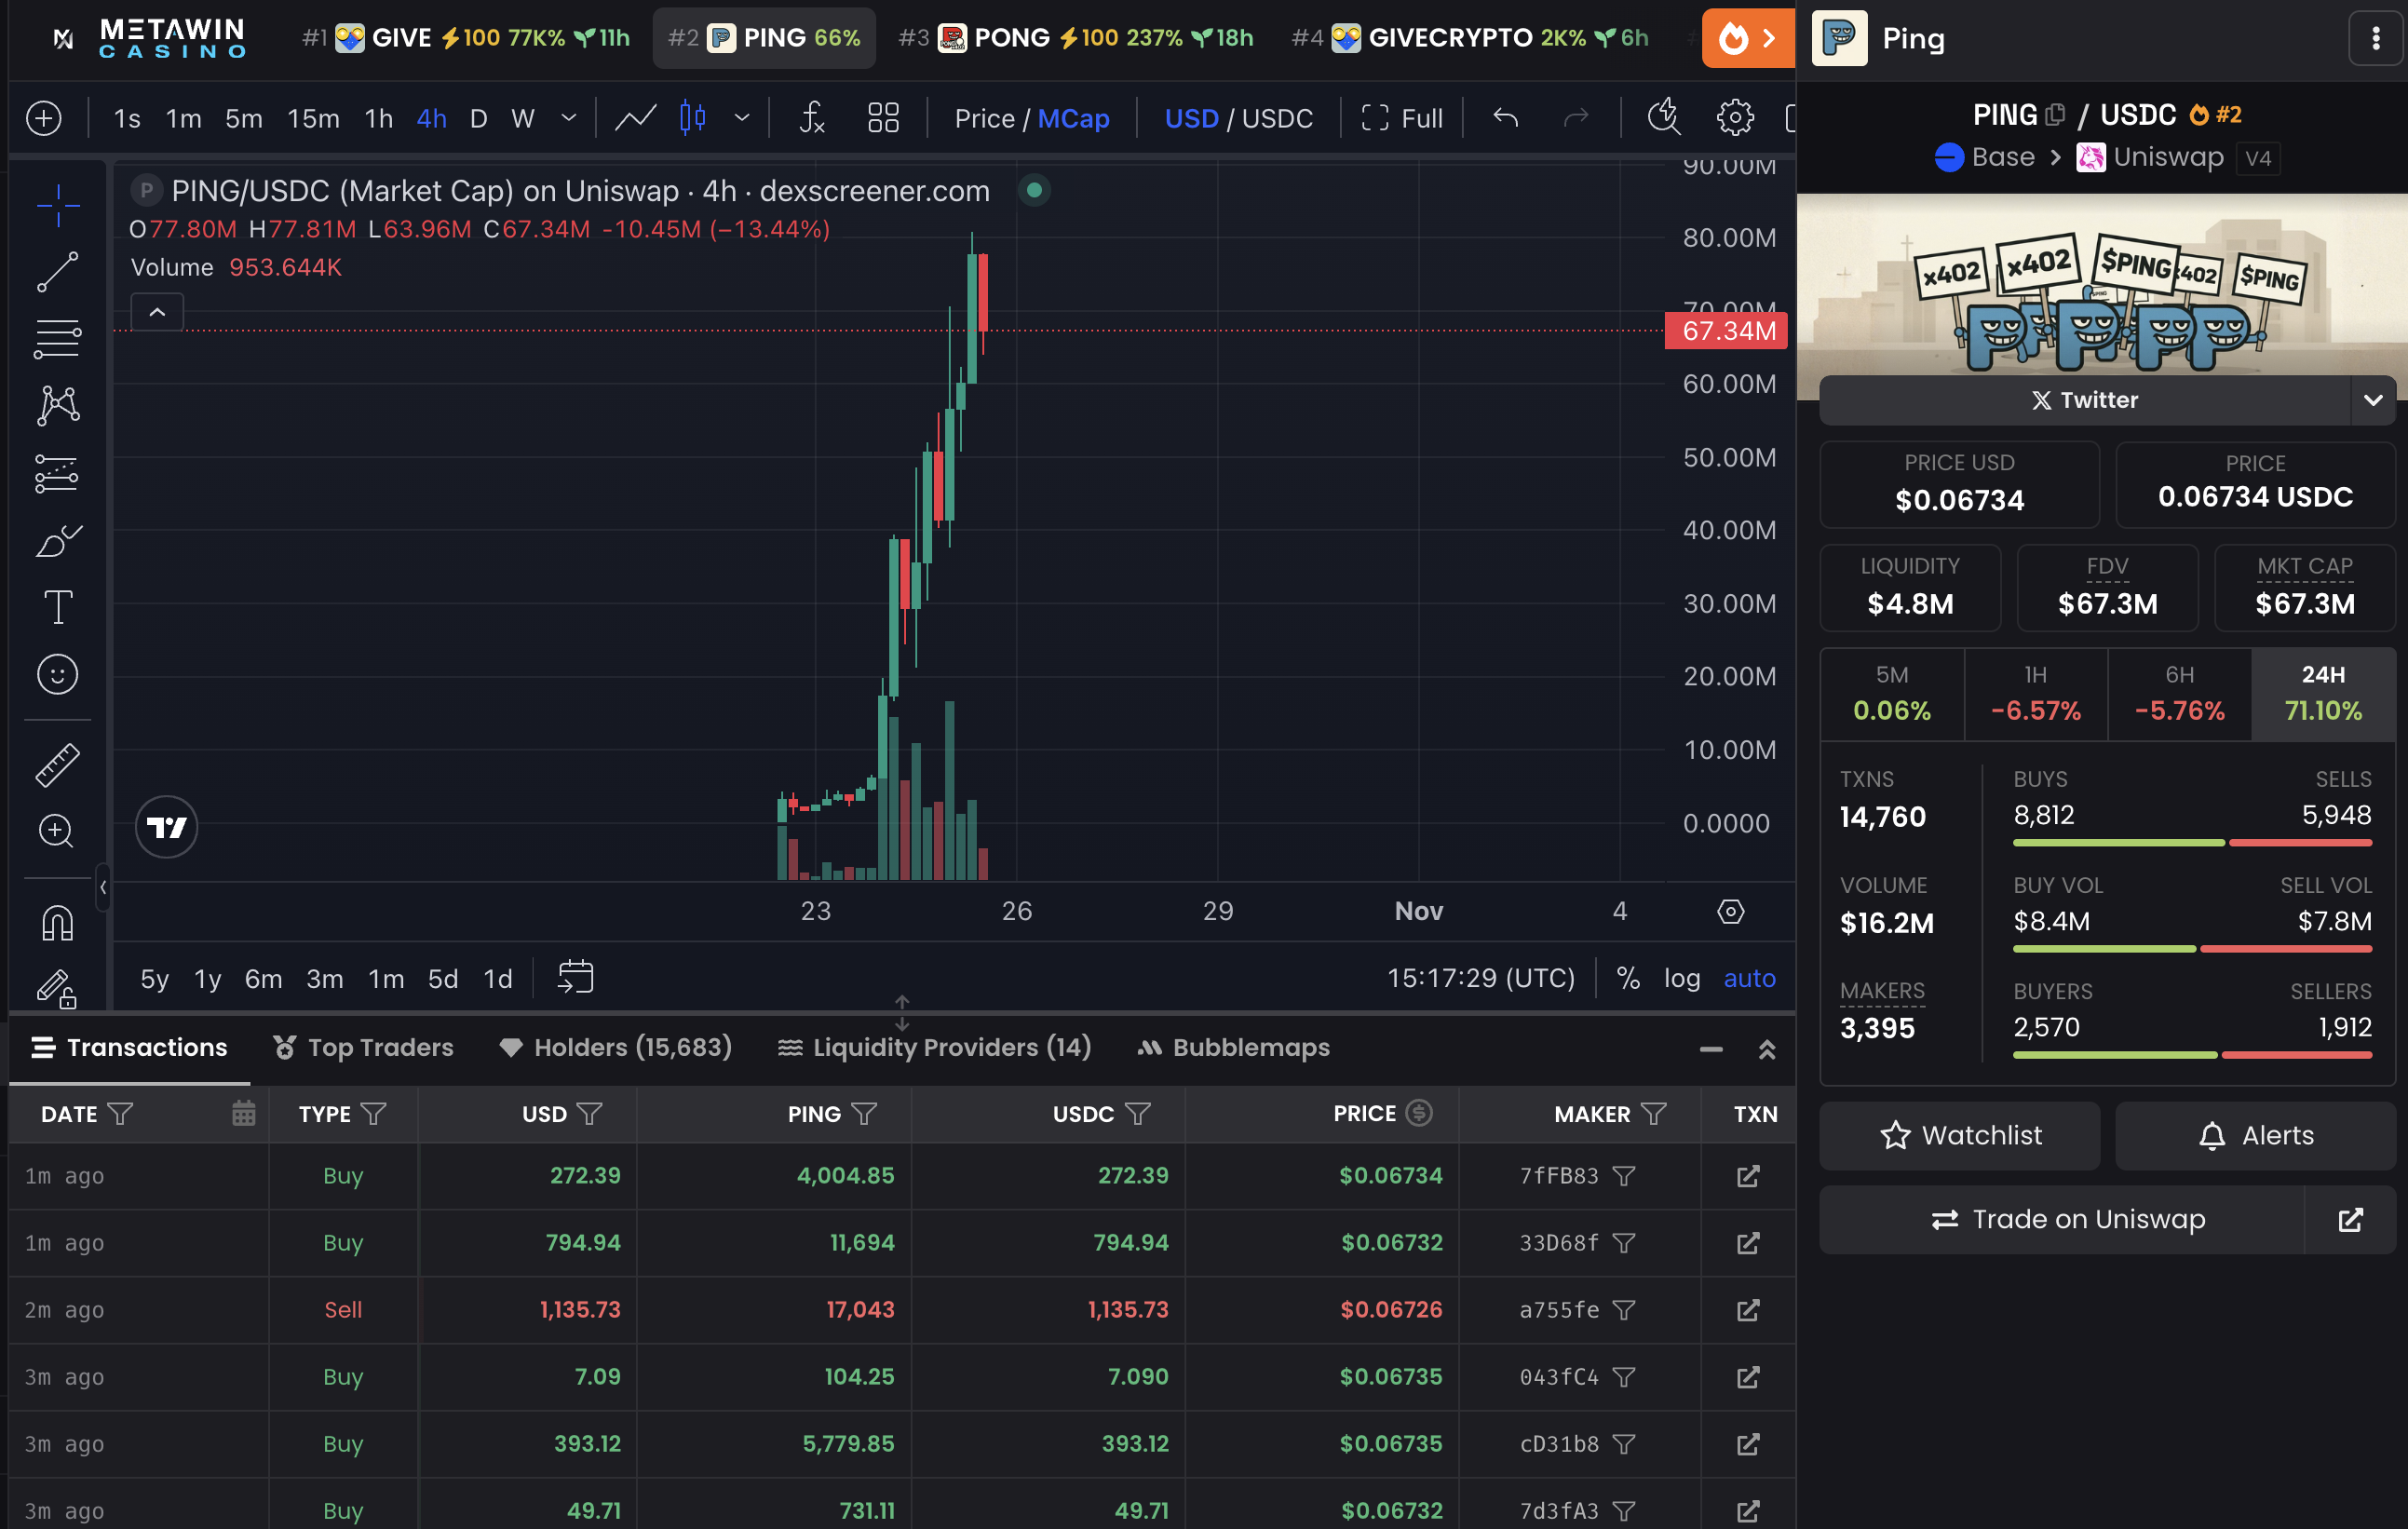 METAWIN CASINO #1 GIVE 100 77K% 11h #2 PING 66% #3 PONG 100 237% 18h #4 GIVECRYPTO 2K% 6h
Ping
1s 1m 5m 15m 1h 4h D W Price / MCap USD / USDC Full
PING / USDC #2
Base > Uniswap V4
P PING/USDC (Market Cap) on Uniswap · 4h · dexscreener.com
O77.80M H77.81M L63.96M C67.34M -10.45M (−13.44%)
Volume 953.644K
90.00M
80.00M
70.00M
67.34M
60.00M
50.00M
40.00M
30.00M
20.00M
10.00M
0.0000
23 26 29 Nov 4
5y 1y 6m 3m 1m 5d 1d 15:17:29 (UTC) % log auto
x402 x402 $PING x402 $PING
Twitter
PRICE USD PRICE
$0.06734 0.06734 USDC
LIQUIDITY FDV MKT CAP
$4.8M $67.3M $67.3M
5M 1H 6H 24H
0.06% -6.57% -5.76% 71.10%
TXNS BUYS SELLS
14,760 8,812 5,948
VOLUME BUY VOL SELL VOL
$16.2M $8.4M $7.8M
MAKERS BUYERS SELLERS
3,395 2,570 1,912
Watchlist Alerts
Trade on Uniswap
Transactions Top Traders Holders (15,683) Liquidity Providers (14) Bubblemaps
DATE TYPE USD PING USDC PRICE MAKER TXN
1m ago Buy 272.39 4,004.85 272.39 $0.06734 7fFB83
1m ago Buy 794.94 11,694 794.94 $0.06732 33D68f
2m ago Sell 1,135.73 17,043 1,135.73 $0.06726 a755fe
3m ago Buy 7.09 104.25 7.090 $0.06735 043fC4
3m ago Buy 393.12 5,779.85 393.12 $0.06735 cD31b8
3m ago Buy 49.71 731.11 49.71 $0.06732 7d3fA3